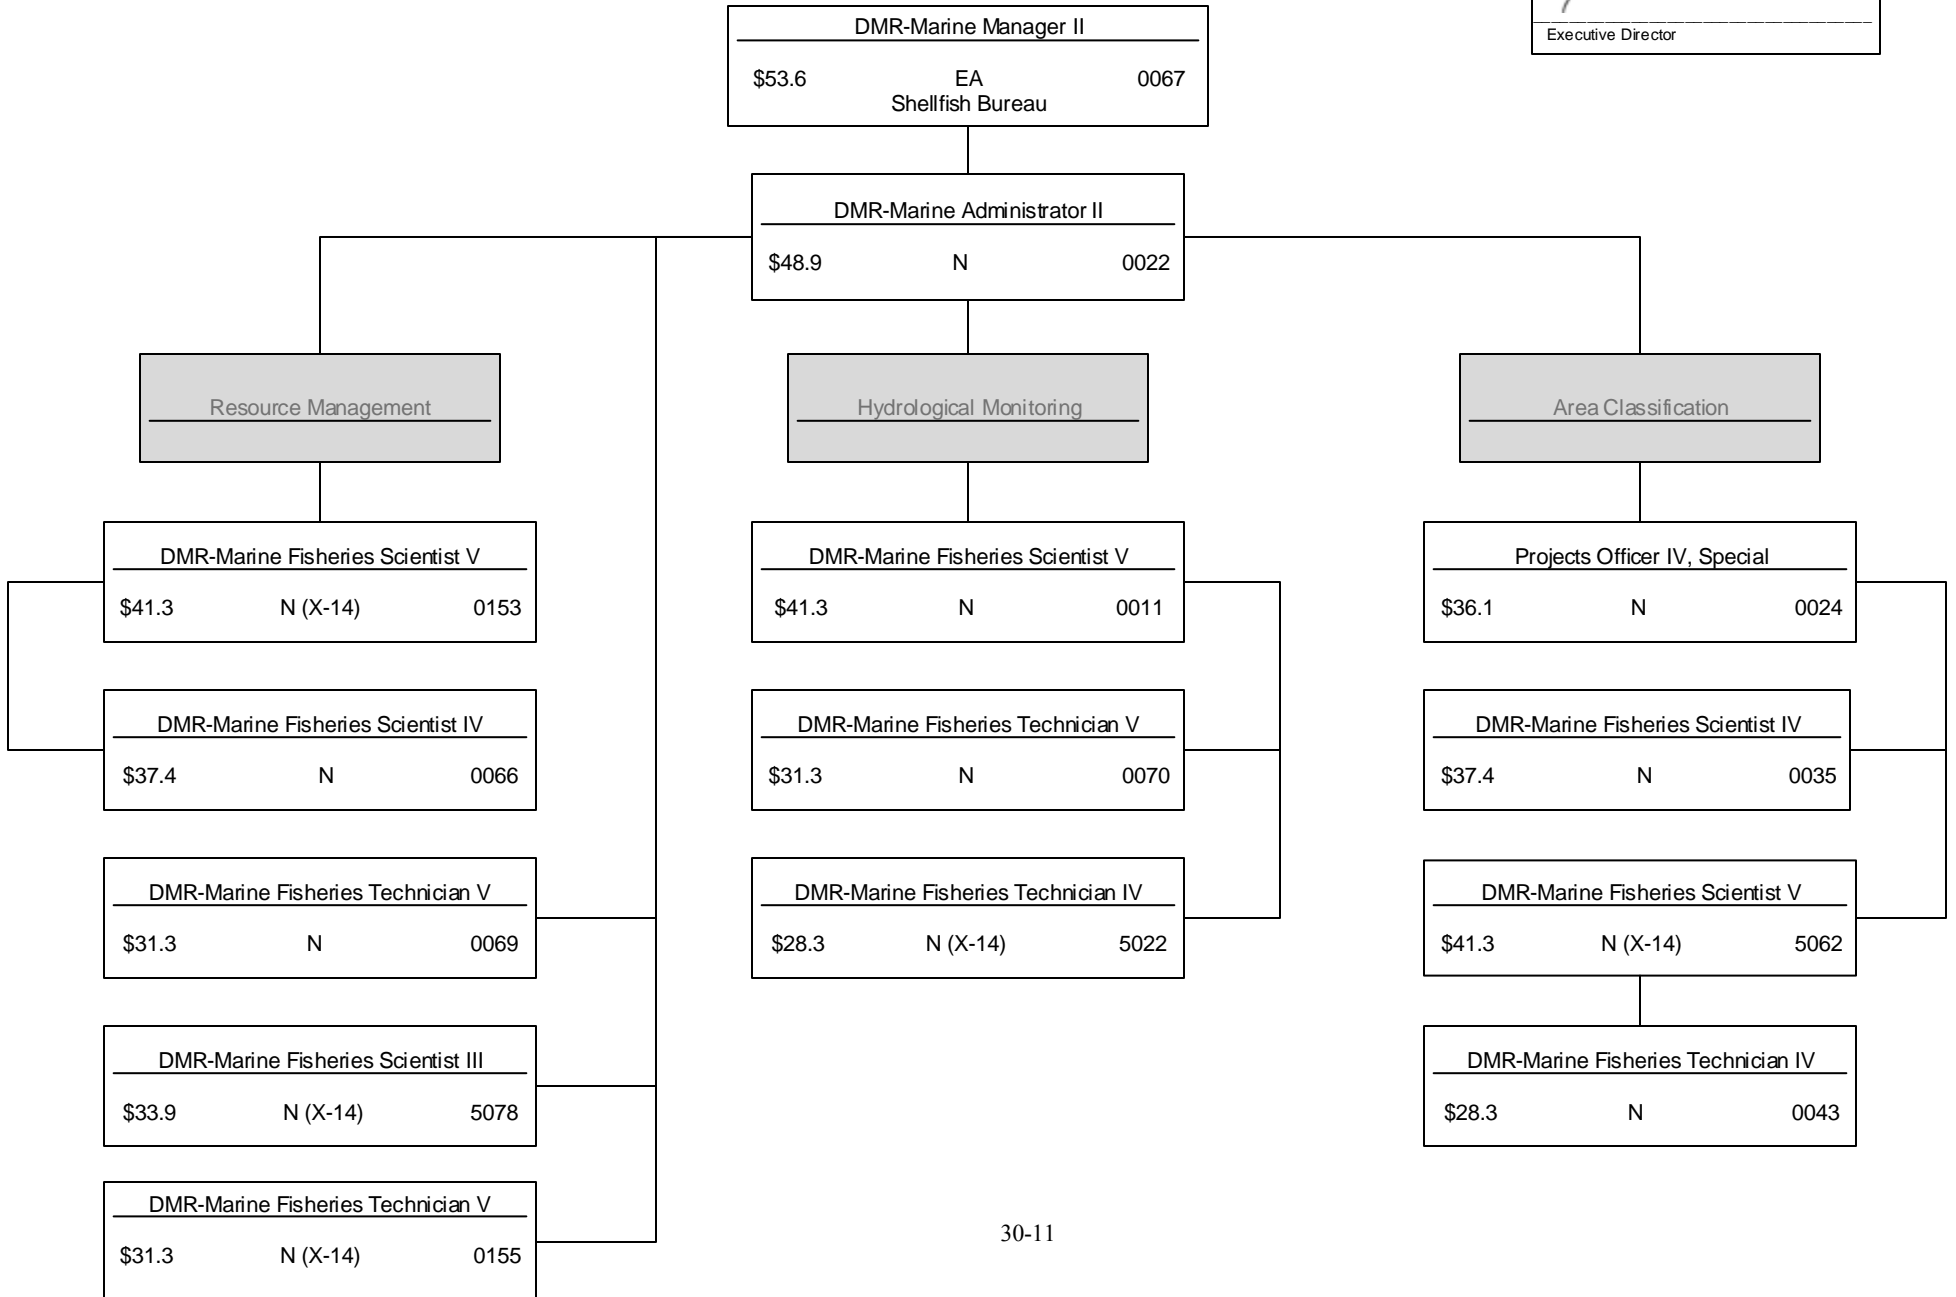 Executive Director
DMR-Marine Manager II
$53.6 EA 0067
Shellfish Bureau
DMR-Marine Administrator II
$48.9 N 0022
Resource Management
Hydrological Monitoring
Area Classification
DMR-Marine Fisheries Scientist V
$41.3 N (X-14) 0153
DMR-Marine Fisheries Scientist IV
$37.4 N 0066
DMR-Marine Fisheries Technician V
$31.3 N 0069
DMR-Marine Fisheries Scientist III
$33.9 N (X-14) 5078
DMR-Marine Fisheries Technician V
$31.3 N (X-14) 0155
DMR-Marine Fisheries Scientist V
$41.3 N 0011
DMR-Marine Fisheries Technician V
$31.3 N 0070
DMR-Marine Fisheries Technician IV
$28.3 N (X-14) 5022
Projects Officer IV, Special
$36.1 N 0024
DMR-Marine Fisheries Scientist IV
$37.4 N 0035
DMR-Marine Fisheries Scientist V
$41.3 N (X-14) 5062
DMR-Marine Fisheries Technician IV
$28.3 N 0043
30-11